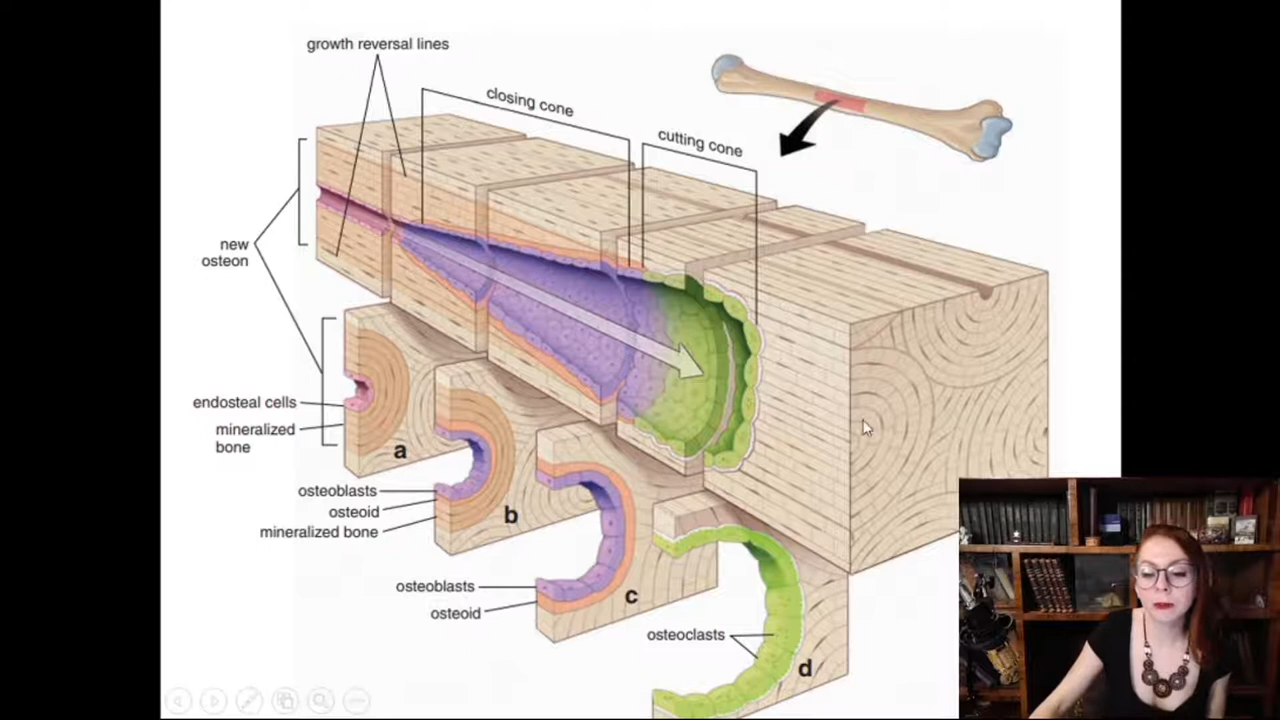 growth reversal lines
closing cone
cutting cone
new
osteon
endosteal cells
mineralized
bone
a
osteoblasts
osteoid
mineralized bone
b
osteoblasts
osteoid
c
osteoclasts
d